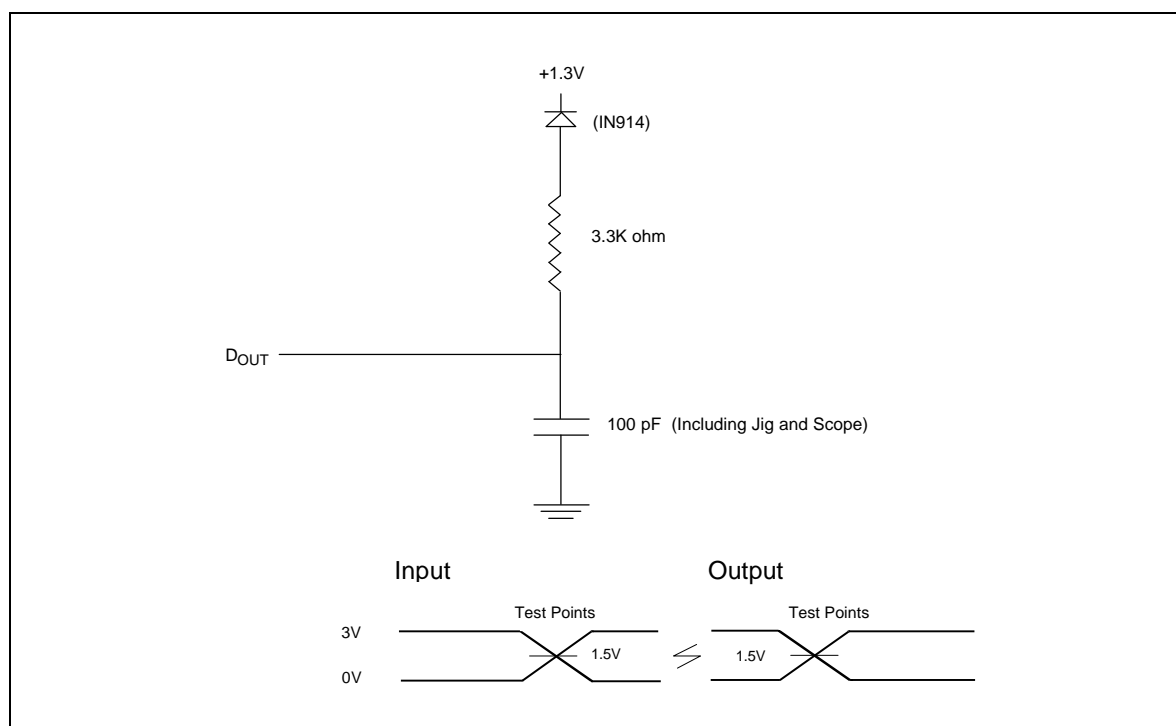 +1.3V
(IN914)
3.3K ohm
DOUT
100 pF (Including Jig and Scope)
Input Output
Test Points Test Points
3V
1.5V 1.5V
0V